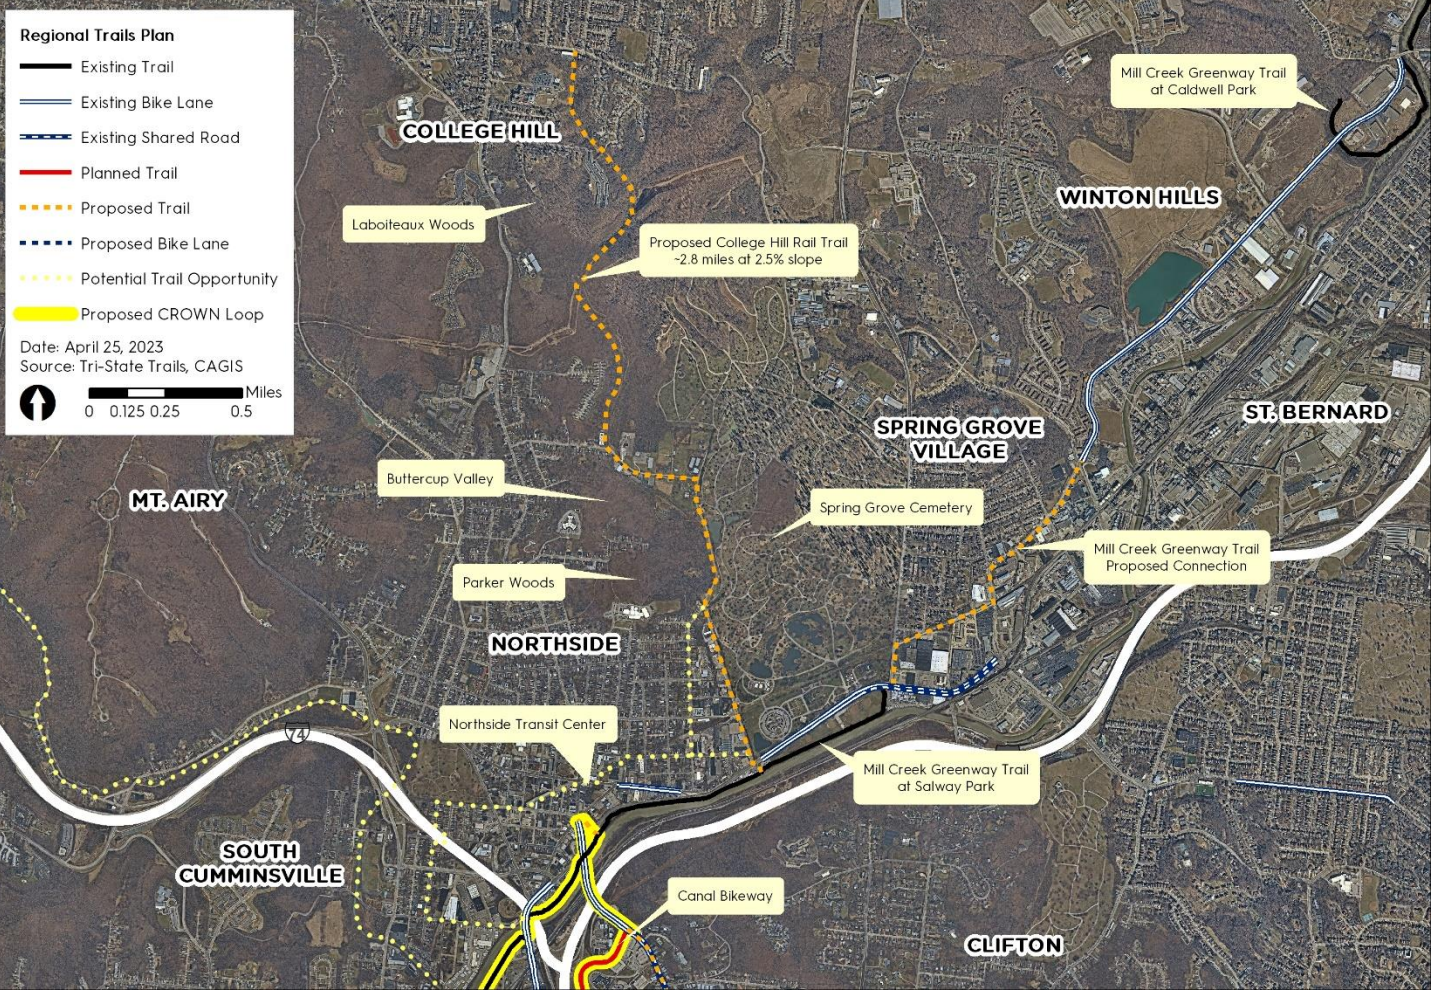 Regional Trails Plan
Existing Trail
Existing Bike Lane
Existing Shared Road
Planned Trail
Proposed Trail
Proposed Bike Lane
Potential Trail Opportunity
Proposed CROWN Loop
Date: April 25, 2023
Source: Tri-State Trails, CAGIS
Miles
0 0.125 0.25 0.5
Mill Creek Greenway Trail
at Caldwell Park
COLLEGE HILL
WINTON HILLS
Laboiteaux Woods
Proposed College Hill Rail Trail
~2.8 miles at 2.5% slope
ST. BERNARD
SPRING GROVE
VILLAGE
Buttercup Valley
MT. AIRY
Spring Grove Cemetery
Mill Creek Greenway Trail
Proposed Connection
Parker Woods
NORTHSIDE
Northside Transit Center
74
Mill Creek Greenway Trail
at Salway Park
SOUTH
CUMMINSVILLE
Canal Bikeway
CLIFTON